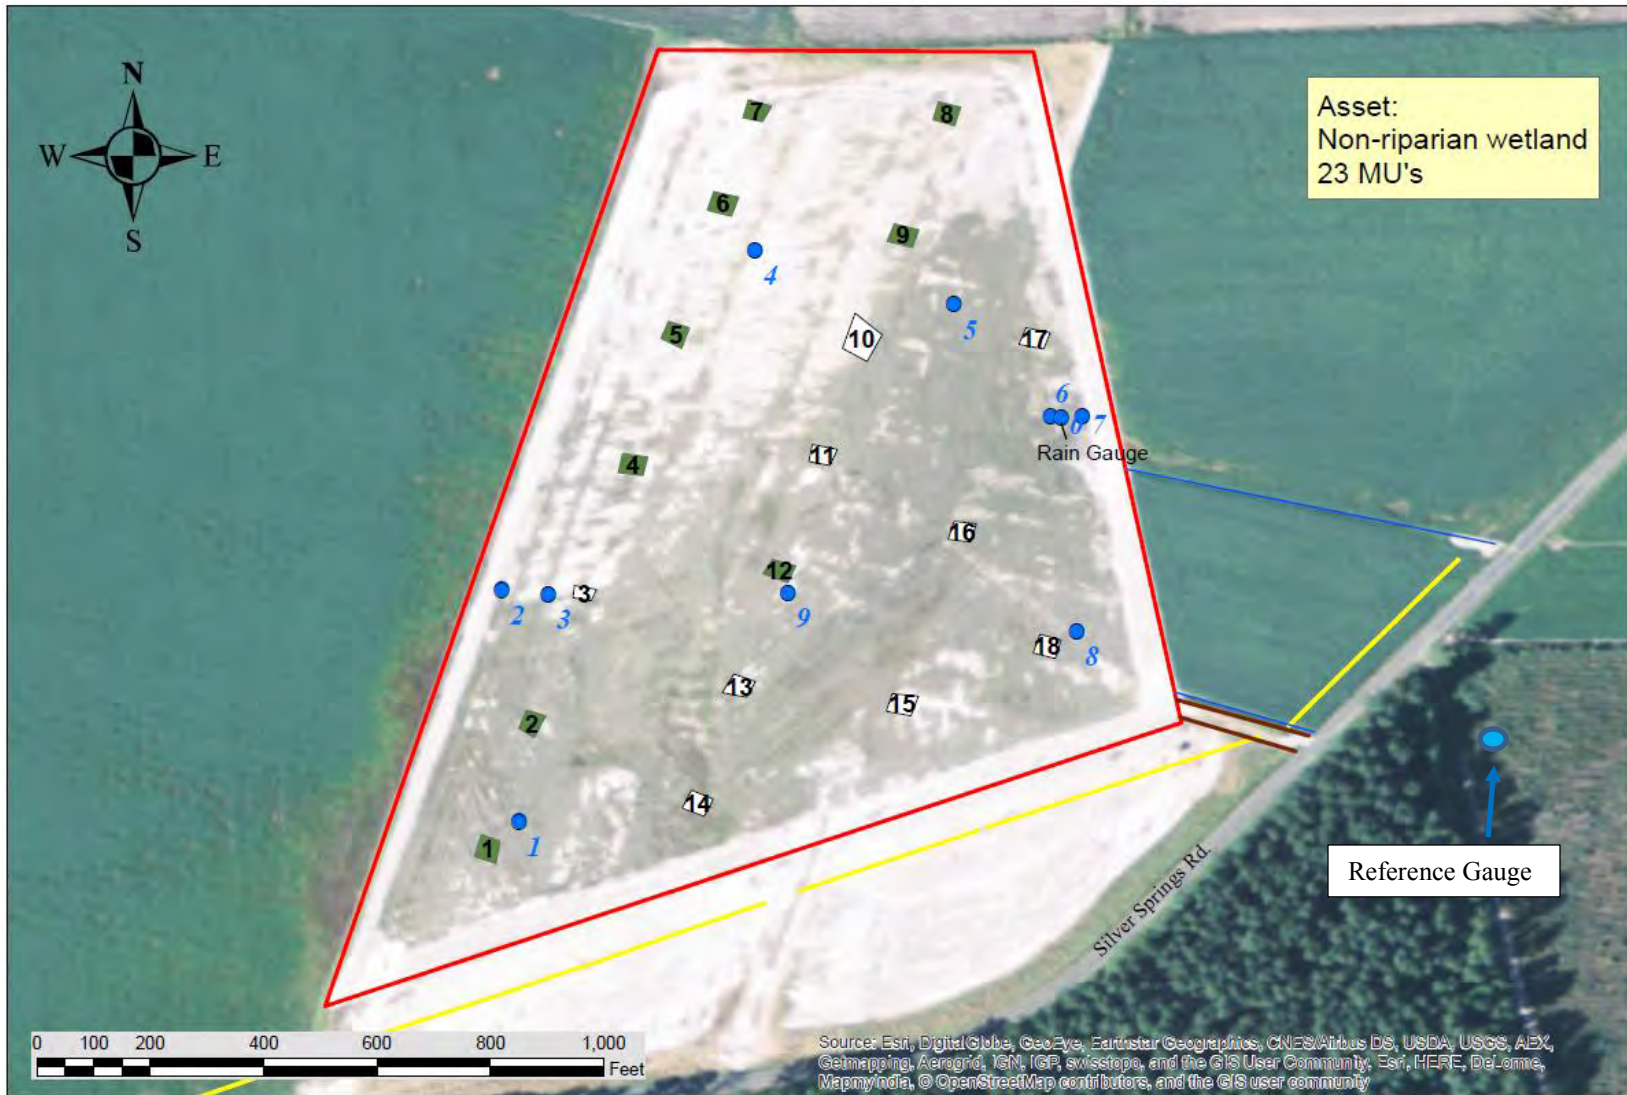 N
W E
S
Asset:
Non-riparian wetland
23 MU's
7
8
6
9
4
5
5
10
17
6
0 7
Rain Gauge
4
11
16
12
2
3
3
9
18
8
13
15
2
14
1
1
Reference Gauge
Silver Springs Rd.
0 100 200 400 600 800 1,000
Feet
Source: Esri, DigitalGlobe, GeoEye, Earthstar Geographics, CNES/Airbus DS, USDA, USGS, AEX,
Getmapping, Aerogrid, IGN, IGP, swisstopo, and the GIS User Community, Esri, HERE, DeLorme,
MapmyIndia, © OpenStreetMap contributors, and the GIS user community